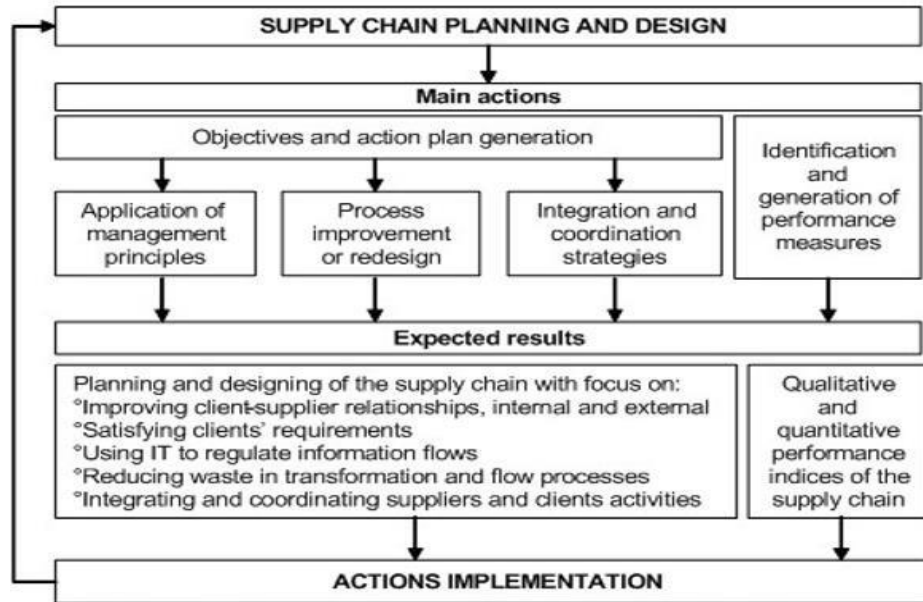 SUPPLY CHAIN PLANNING AND DESIGN
Main actions
Objectives and action plan generation
Application of
management
principles
Process
improvement
or redesign
Integration and
coordination
strategies
Identification
and
generation of
performance
measures
Expected results
Planning and designing of the supply chain with focus on:
°Improving client-supplier relationships, internal and external
°Satisfying clients' requirements
°Using IT to regulate information flows
°Reducing waste in transformation and flow processes
°Integrating and coordinating suppliers and clients activities
Qualitative
and
quantitative
performance
indices of the
supply chain
ACTIONS IMPLEMENTATION